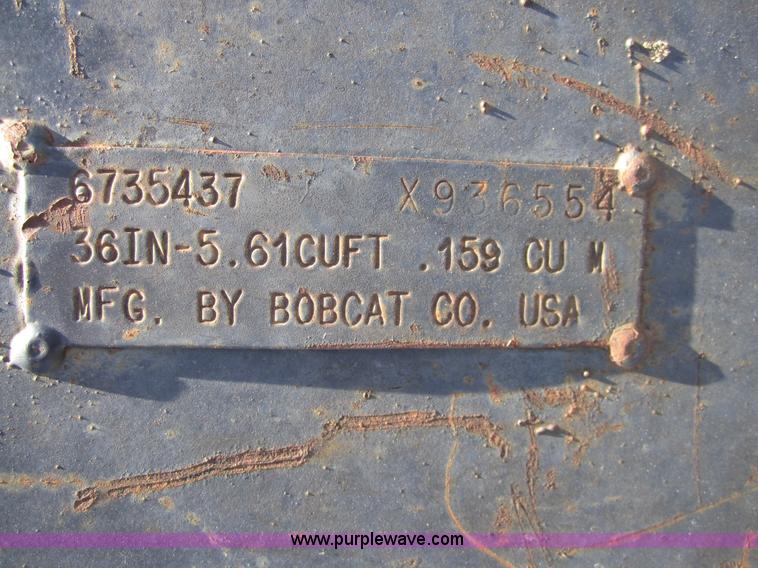 6735437 X936554
36IN-5.61CUFT .159 CU M
MFG. BY BOBCAT CO. USA
www.purplewave.com